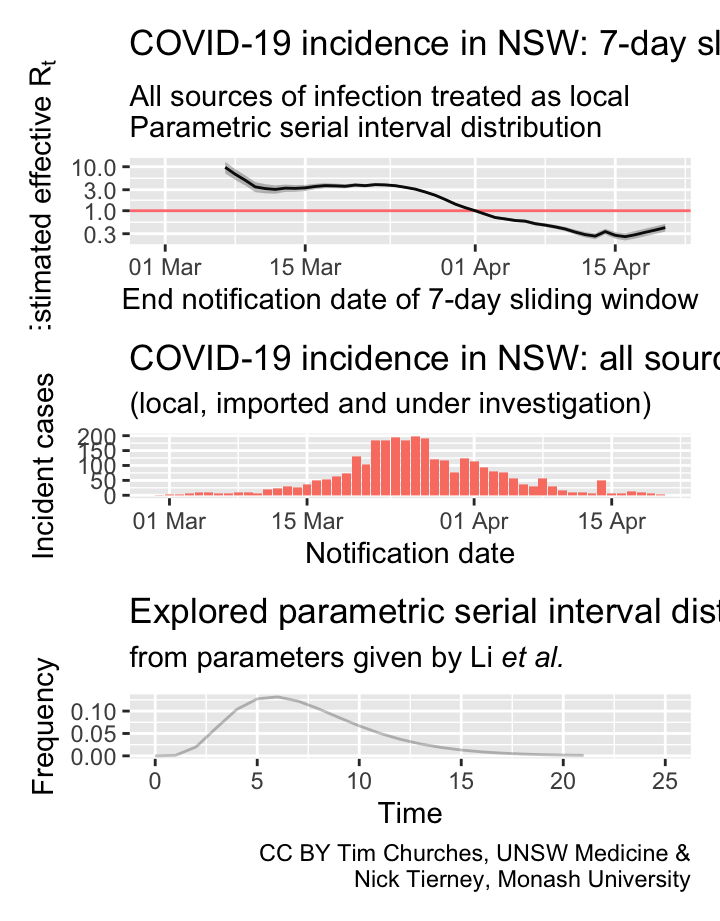 COVID-19 incidence in NSW: 7-day sl
All sources of infection treated as local
Parametric serial interval distribution
stimated effective Rt
10.0
3.0
1.0
0.3
01 Mar 15 Mar 01 Apr 15 Apr
End notification date of 7-day sliding window
COVID-19 incidence in NSW: all sourc
(local, imported and under investigation)
Incident cases
200
150
100
50
0
01 Mar 15 Mar 01 Apr 15 Apr
Notification date
Explored parametric serial interval dist
from parameters given by Li et al.
Frequency
0.10
0.05
0.00
0 5 10 15 20 25
Time
CC BY Tim Churches, UNSW Medicine &
Nick Tierney, Monash University